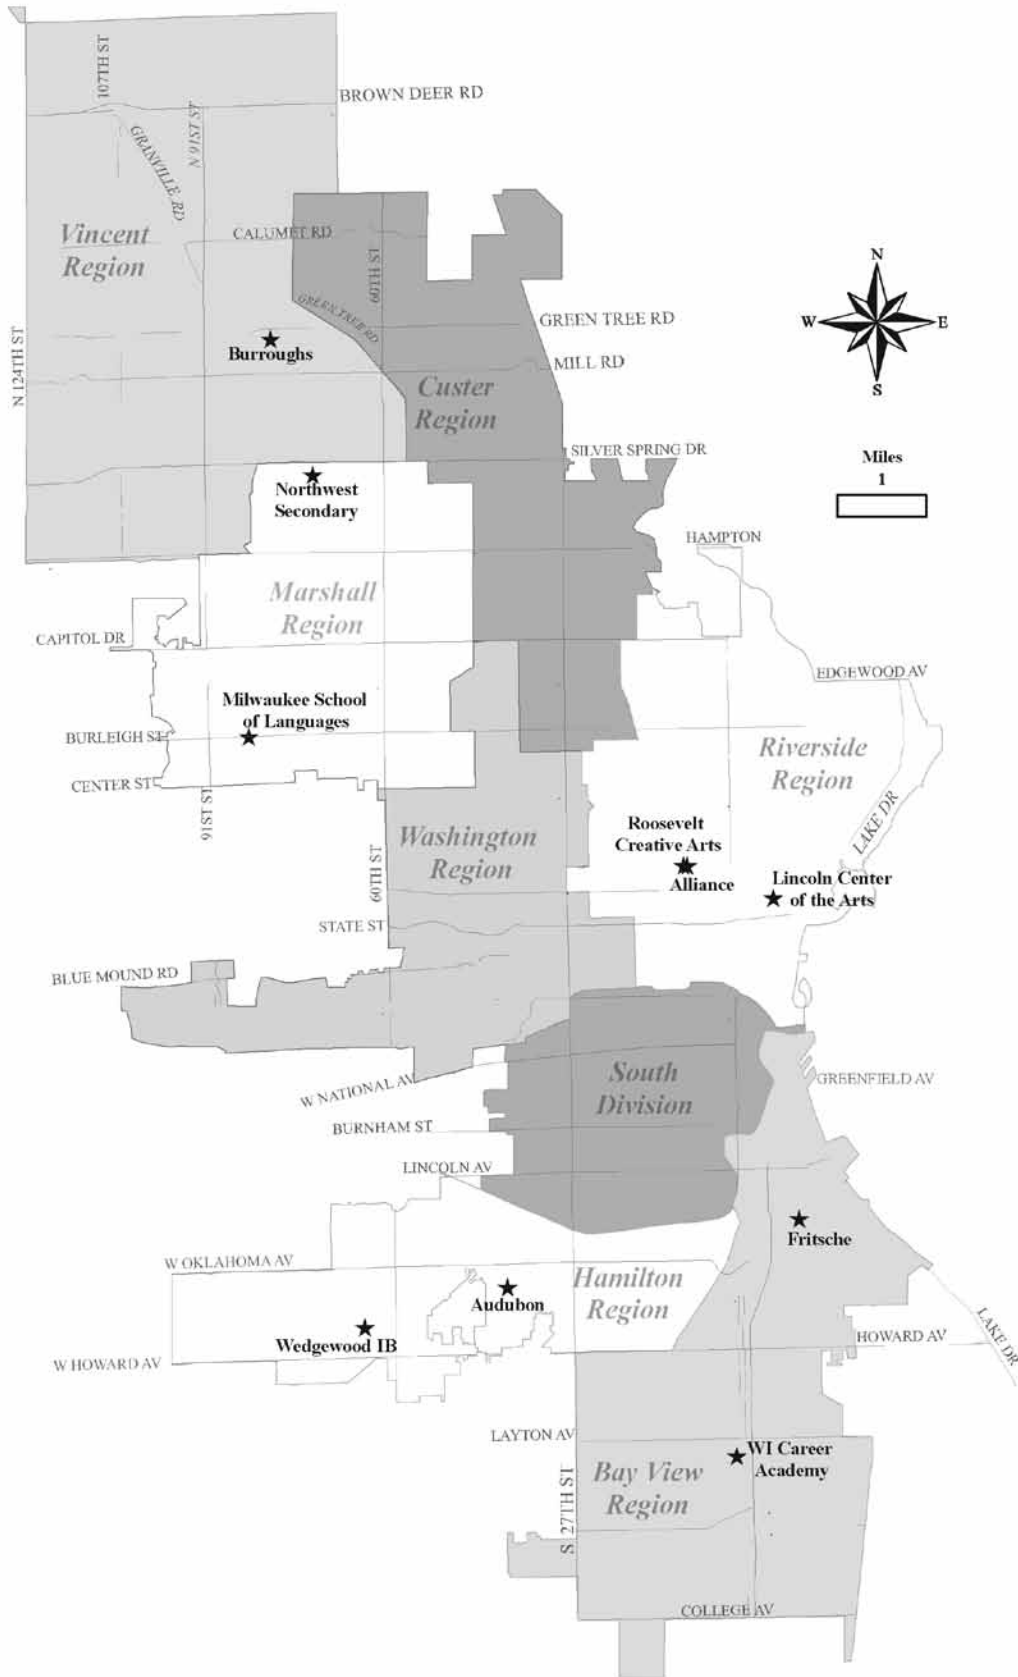 107TH ST
BROWN DEER RD
N 91ST ST
GRANVILLE RD
Vincent
Region
CALUMET RD
60TH ST
N
W
E
S
GREEN TREE RD
GREEN TREE RD
Burroughs
MILL RD
N 124TH ST
Custer
Region
SILVER SPRING DR
Miles
1
Northwest
Secondary
HAMPTON
Marshall
Region
CAPITOL DR
EDGEWOOD AV
Milwaukee School
of Languages
BURLEIGH ST
Riverside
Region
CENTER ST
91ST ST
LAKE DR
Roosevelt
Creative Arts
Washington
Region
60TH ST
Alliance
Lincoln Center
of the Arts
STATE ST
BLUE MOUND RD
W NATIONAL AV
South
Division
GREENFIELD AV
BURNHAM ST
LINCOLN AV
Fritsche
W OKLAHOMA AV
Hamilton
Region
Audubon
Wedgewood IB
HOWARD AV
LAKE DR
W HOWARD AV
LAYTON AV
S 27TH ST
WI Career
Academy
Bay View
Region
COLLEGE AV